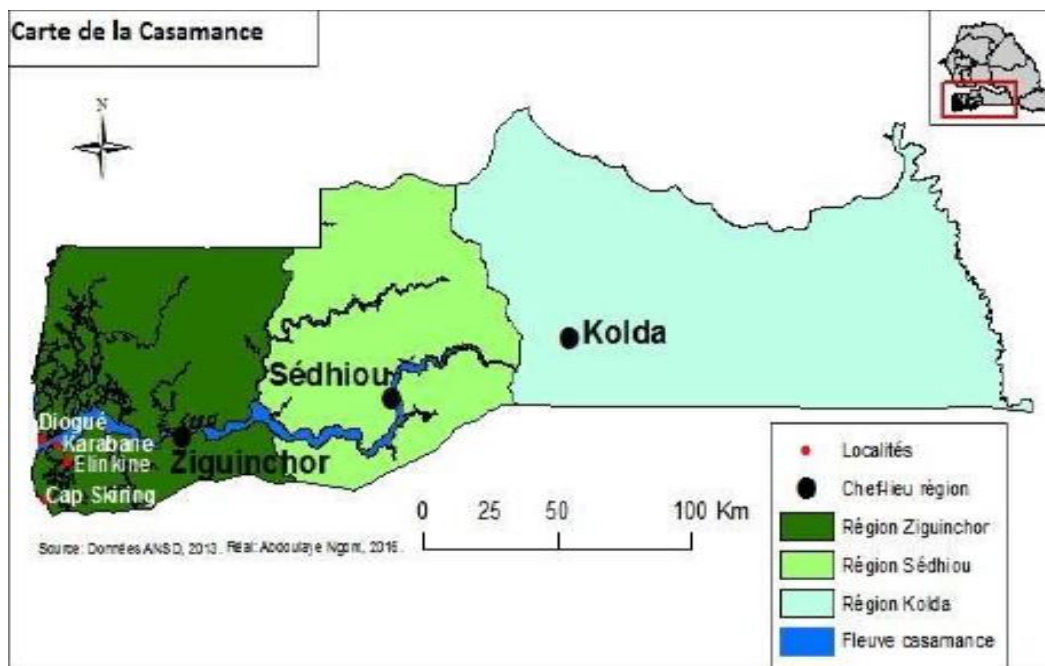 Carte de la Casamance
N
Kolda
Sédhiou
Diogué
Karabane
Ziguinchor
Elinkine
Cap Skiring
0 25 50 100 Km
Source: Données ANSD, 2013. Réal: Abdoulaye Ngom, 2016.
Localités
Chef-lieu région
Région Ziguinchor
Région Sédhiou
Région Kolda
Fleuve casamance